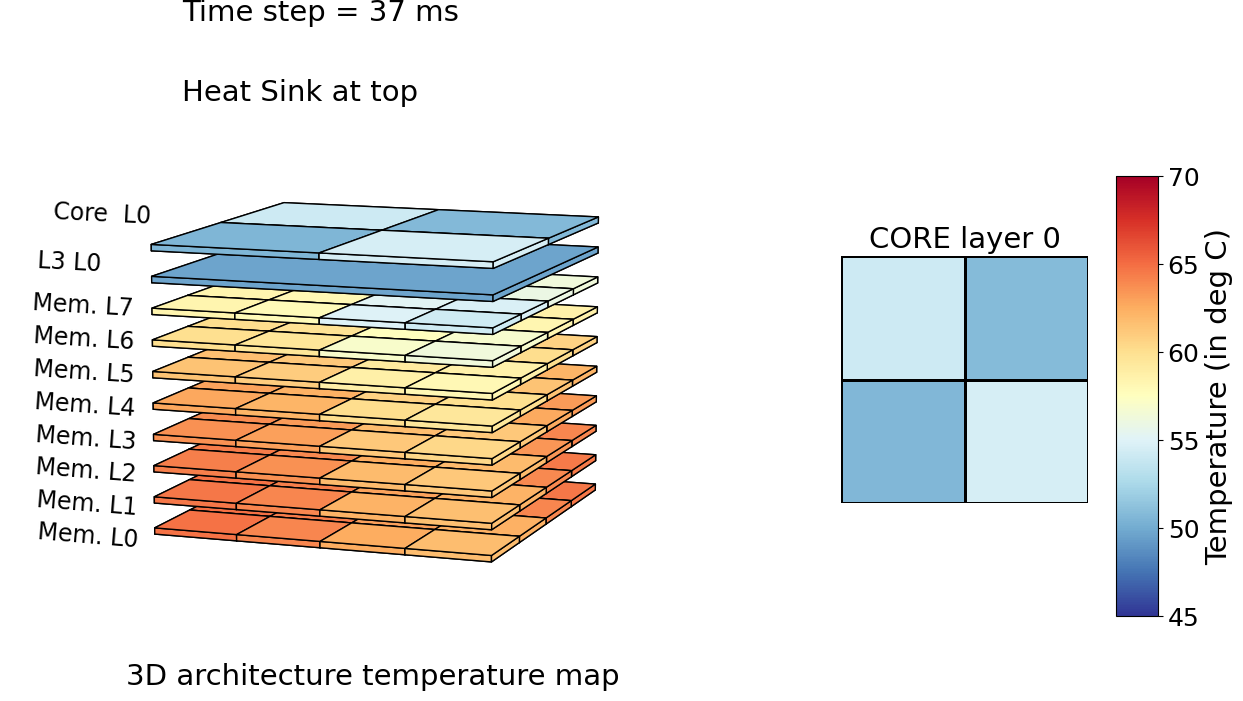 Time step = 37 ms
Heat Sink at top
Core  L0
L3 L0
Mem. L7
Mem. L6
Mem. L5
Mem. L4
Mem. L3
Mem. L2
Mem. L1
Mem. L0
3D architecture temperature map
CORE layer 0
70
65
60
55
50
45
Temperature (in deg C)